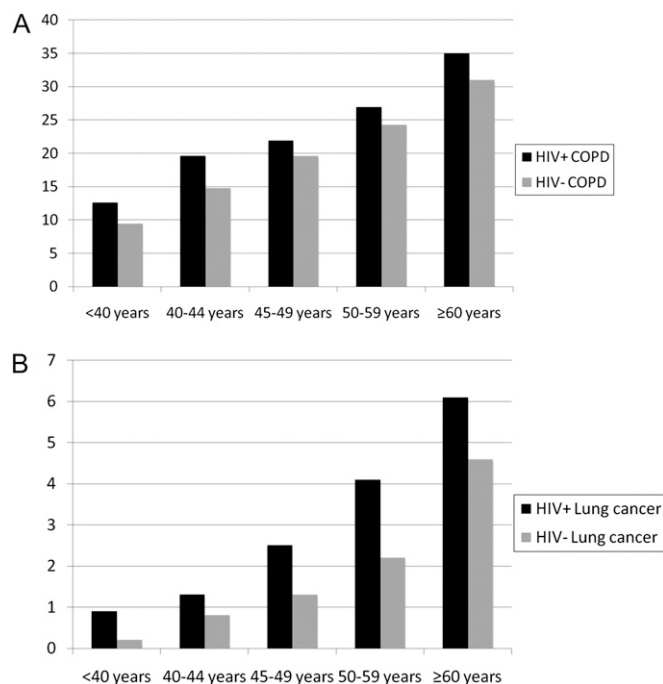 A
40
35
30
25
20
15
10
5
0
<40 years 40-44 years 45-49 years 50-59 years ≥60 years
HIV+ COPD
HIV- COPD
B
7
6
5
4
3
2
1
0
<40 years 40-44 years 45-49 years 50-59 years ≥60 years
HIV+ Lung cancer
HIV- Lung cancer